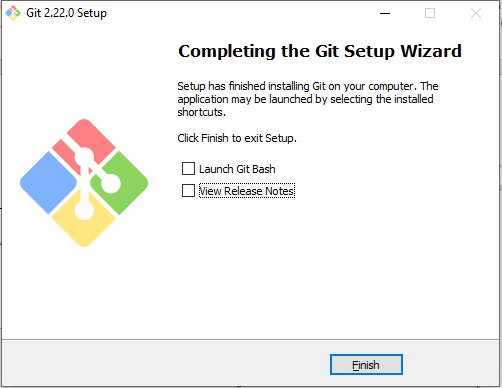 Git 2.22.0 Setup
Completing the Git Setup Wizard
Setup has finished installing Git on your computer. The
application may be launched by selecting the installed
shortcuts.
Click Finish to exit Setup.
Launch Git Bash
View Release Notes
Finish